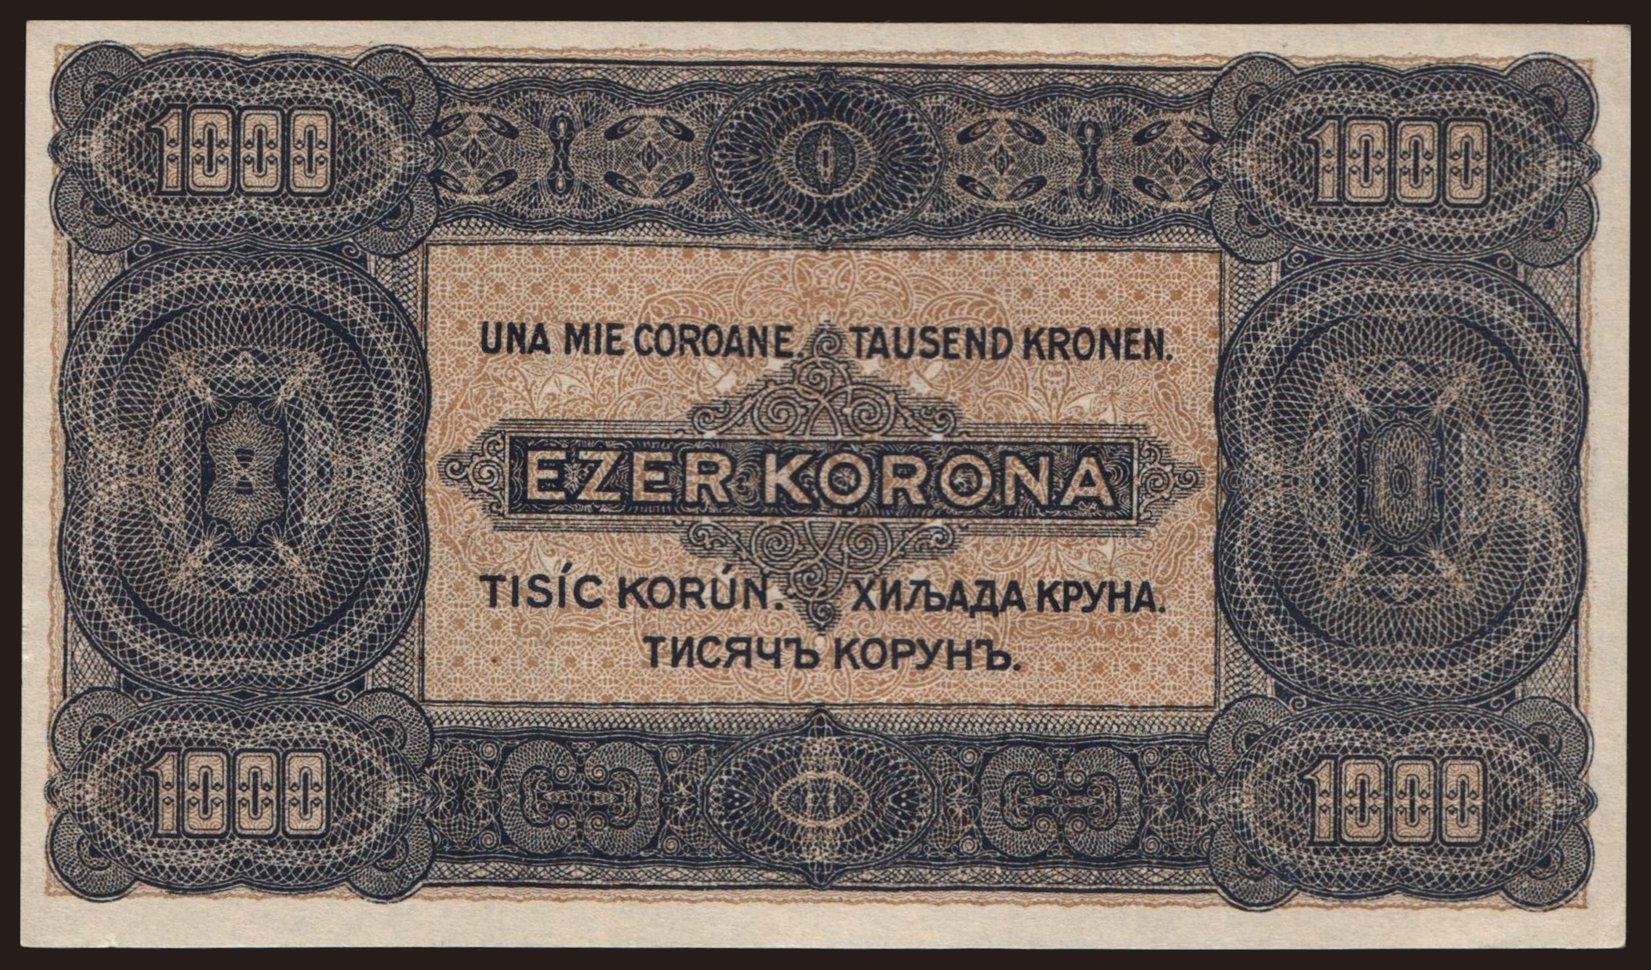 1000 1000
UNA MIE COROANE. TAUSEND KRONEN.
EZER KORONA
TISÍC KORÚN. ХИЉАДА КРУНА.
ТИСЯЧЪ КОРУНЪ.
1000 1000